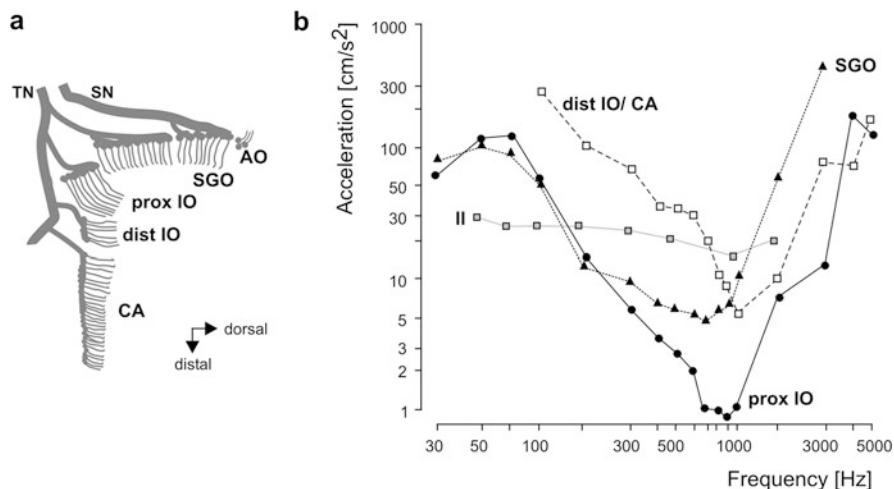 a
TN
SN
AO
SGO
prox IO
dist IO
CA
dorsal
distal
b
Acceleration [cm/s²]
1000
300
100
50
30
10
5
3
2
1
SGO
dist IO/ CA
II
prox IO
30
50
100
300
500
1000
3000
5000
Frequency [Hz]